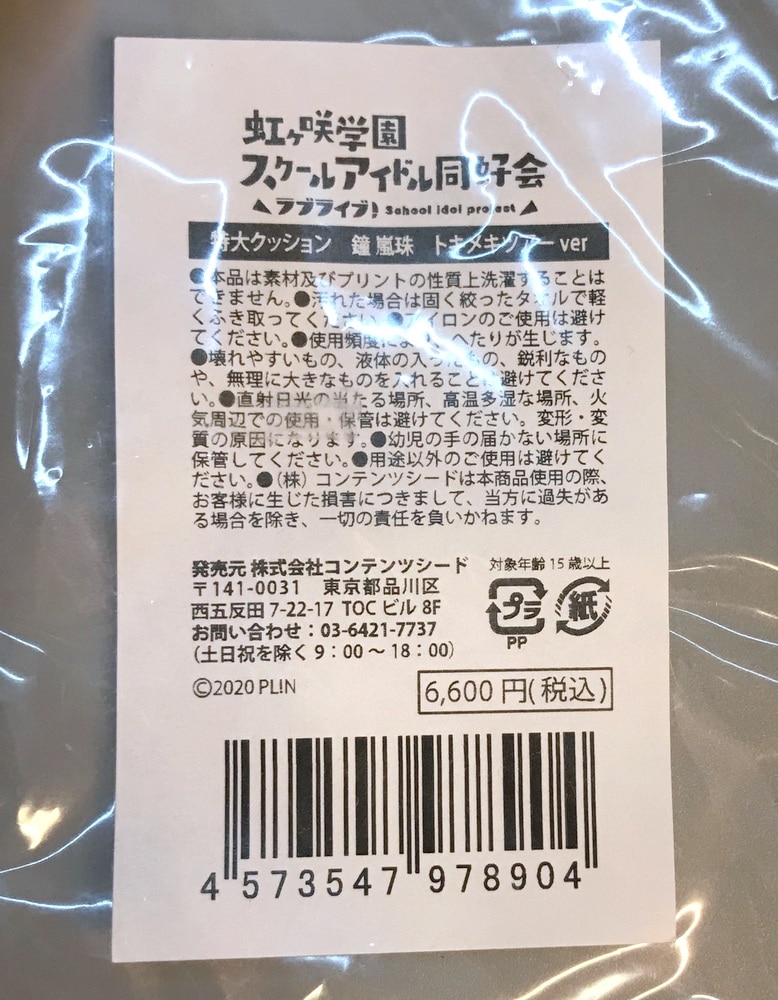 虹ヶ咲学園
スクールアイドル同好会
ラブライブ! School idol project
特大クッション 鐘 嵐珠 トキメキツアー ver
●本品は素材及びプリントの性質上洗濯することは
できません。●汚れた場合は固く絞ったタオルで軽
くふき取ってください。●アイロンのご使用は避け
てください。●使用頻度により、へたりが生じます。
●壊れやすいもの、液体の入ったもの、鋭利なもの
や、無理に大きなものを入れることは避けてくださ
い。●直射日光の当たる場所、高温多湿な場所、火
気周辺での使用・保管は避けてください。変形・変
質の原因になります。●幼児の手の届かない場所に
保管してください。●用途以外のご使用は避けてく
ださい。●(株)コンテンツシードは本商品使用の際、
お客様に生じた損害につきまして、当方に過失があ
る場合を除き、一切の責任を負いかねます。
発売元 株式会社コンテンツシード
〒141-0031 東京都品川区
西五反田 7-22-17 TOC ビル 8F
お問い合わせ：03-6421-7737
(土日祝を除く 9：00 ～ 18：00)
©2020 PL!N
対象年齢 15 歳以上
プラ
PP
紙
6,600 円(税込)
4 573547 978904